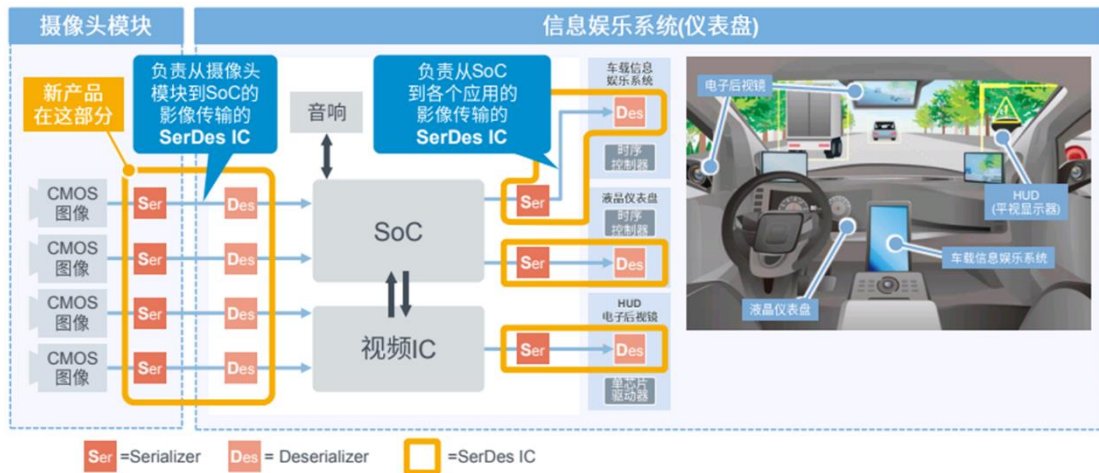 摄像头模块
信息娱乐系统(仪表盘)
新产品
在这部分
负责从摄像头
模块到SoC的
影像传输的
SerDes IC
音响
负责从SoC
到各个应用的
影像传输的
SerDes IC
车载信息
娱乐系统
Des
时序
控制器
CMOS
图像
Ser
Des
SoC
Ser
液晶仪表盘
时序
控制器
CMOS
图像
Ser
Des
Ser
Des
CMOS
图像
Ser
Des
视频IC
HUD
电子后视镜
Ser
Des
CMOS
图像
Ser
Des
单芯片
驱动器
电子后视镜
HUD
(平视显示器)
车载信息娱乐系统
液晶仪表盘
Ser =Serializer
Des = Deserializer
=SerDes IC